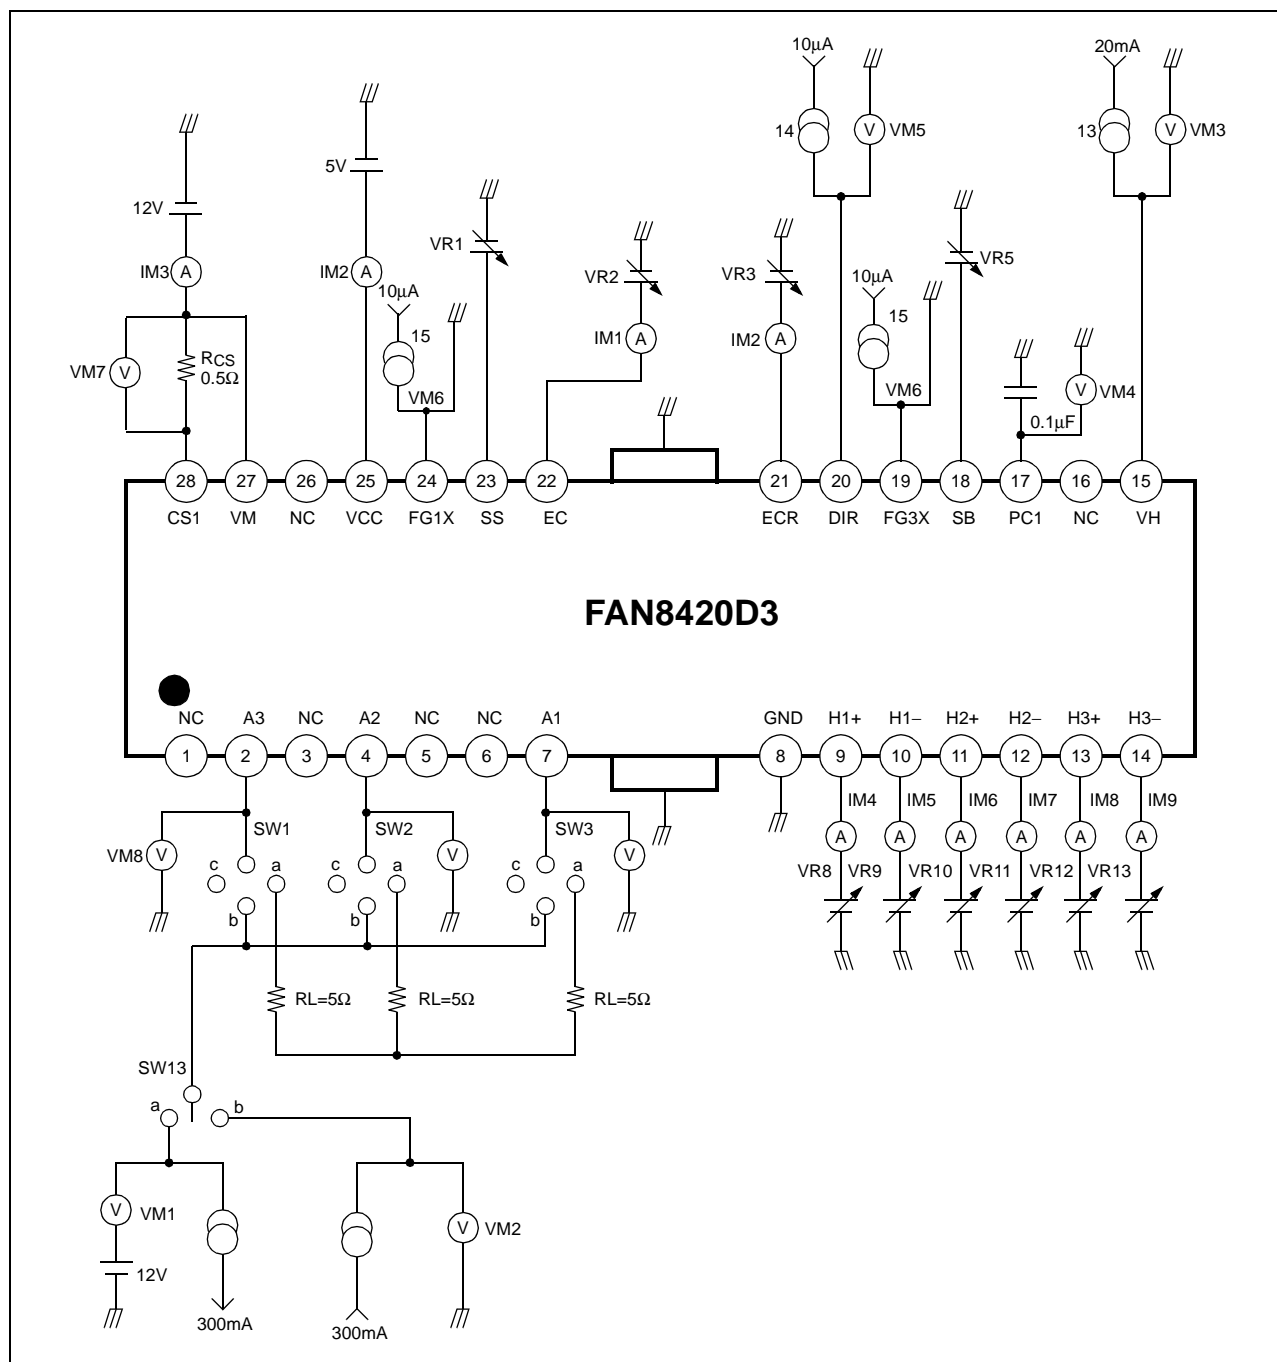 10µA
20mA
14
V
VM5
13
V
VM3
5V
12V
VR1
VR5
IM3
A
IM2
A
VR2
VR3
10µA
10µA
15
IM1
A
IM2
A
15
VM7
V
RCS
0.5Ω
VM6
VM6
V
VM4
0.1µF
28
27
26
25
24
23
22
21
20
19
18
17
16
15
CS1
VM
NC
VCC
FG1X
SS
EC
ECR
DIR
FG3X
SB
PC1
NC
VH
FAN8420D3
NC
A3
NC
A2
NC
NC
A1
GND
H1+
H1−
H2+
H2−
H3+
H3−
1
2
3
4
5
6
7
8
9
10
11
12
13
14
IM4
IM5
IM6
IM7
IM8
IM9
SW1
SW2
SW3
A
A
A
A
A
A
VM8
V
V
V
c
a
c
a
c
a
VR8
VR9
VR10
VR11
VR12
VR13
b
b
b
RL=5Ω
RL=5Ω
RL=5Ω
SW13
a
b
V
VM1
V
VM2
12V
300mA
300mA